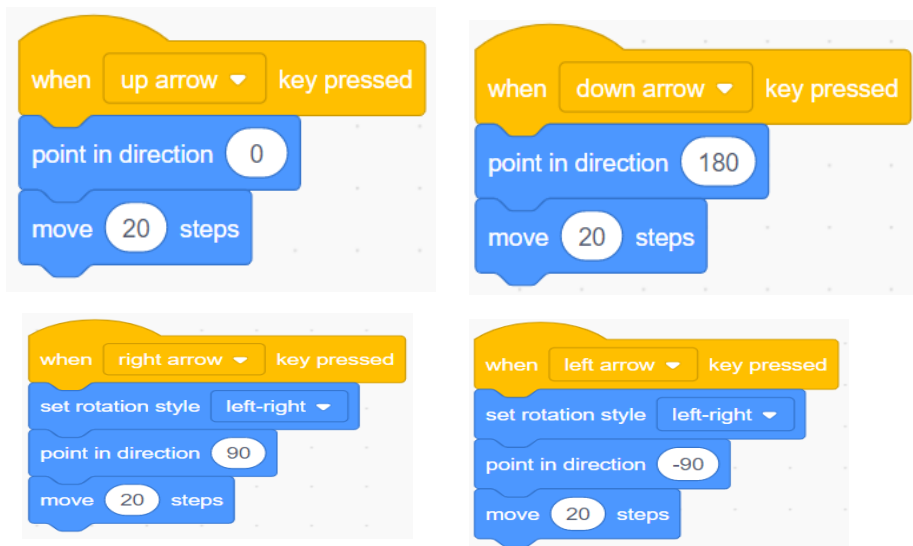 when up arrow key pressed
point in direction 0
move 20 steps
when down arrow key pressed
point in direction 180
move 20 steps
when right arrow key pressed
set rotation style left-right
point in direction 90
move 20 steps
when left arrow key pressed
set rotation style left-right
point in direction -90
move 20 steps